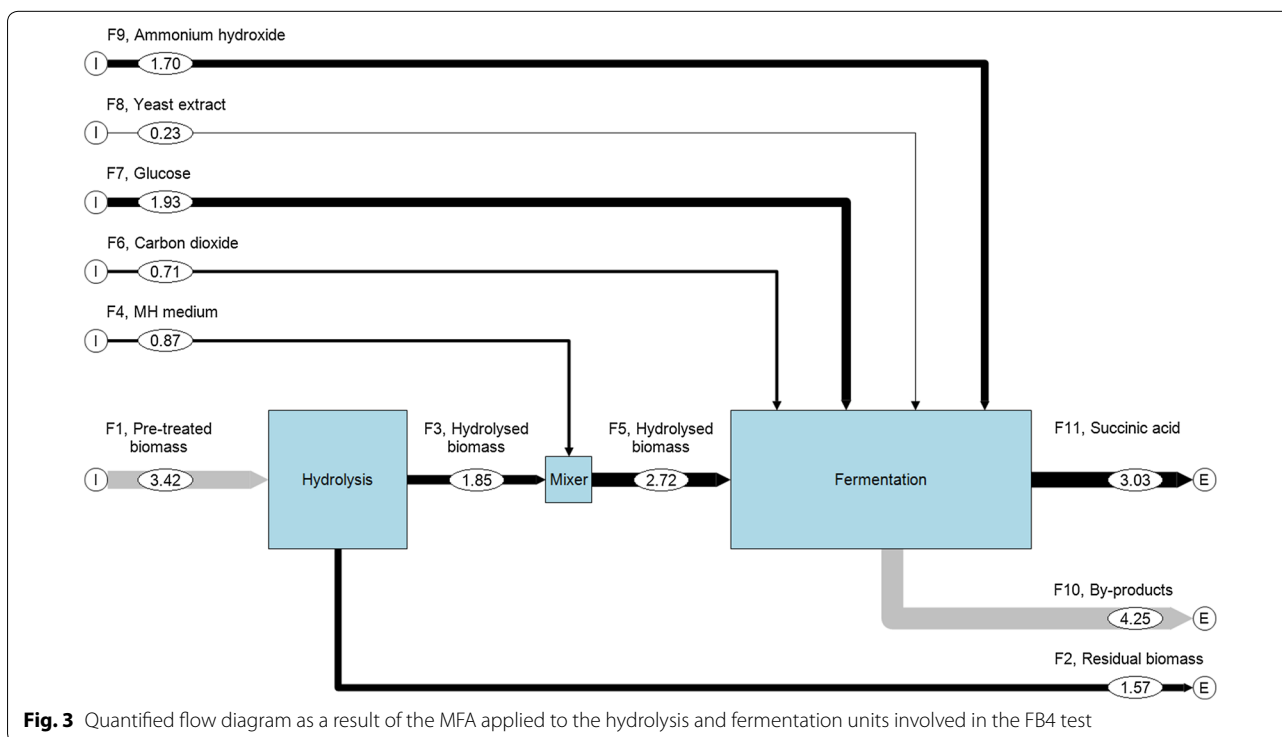 F9, Ammonium hydroxide
I
1.70
F8, Yeast extract
I
0.23
F7, Glucose
I
1.93
F6, Carbon dioxide
I
0.71
F4, MH medium
I
0.87
F1, Pre-treated
biomass
I
3.42
Hydrolysis
F3, Hydrolysed
biomass
1.85
Mixer
F5, Hydrolysed
biomass
2.72
Fermentation
F11, Succinic acid
3.03
E
F10, By-products
4.25
E
F2, Residual biomass
1.57
E
Fig. 3 Quantified flow diagram as a result of the MFA applied to the hydrolysis and fermentation units involved in the FB4 test